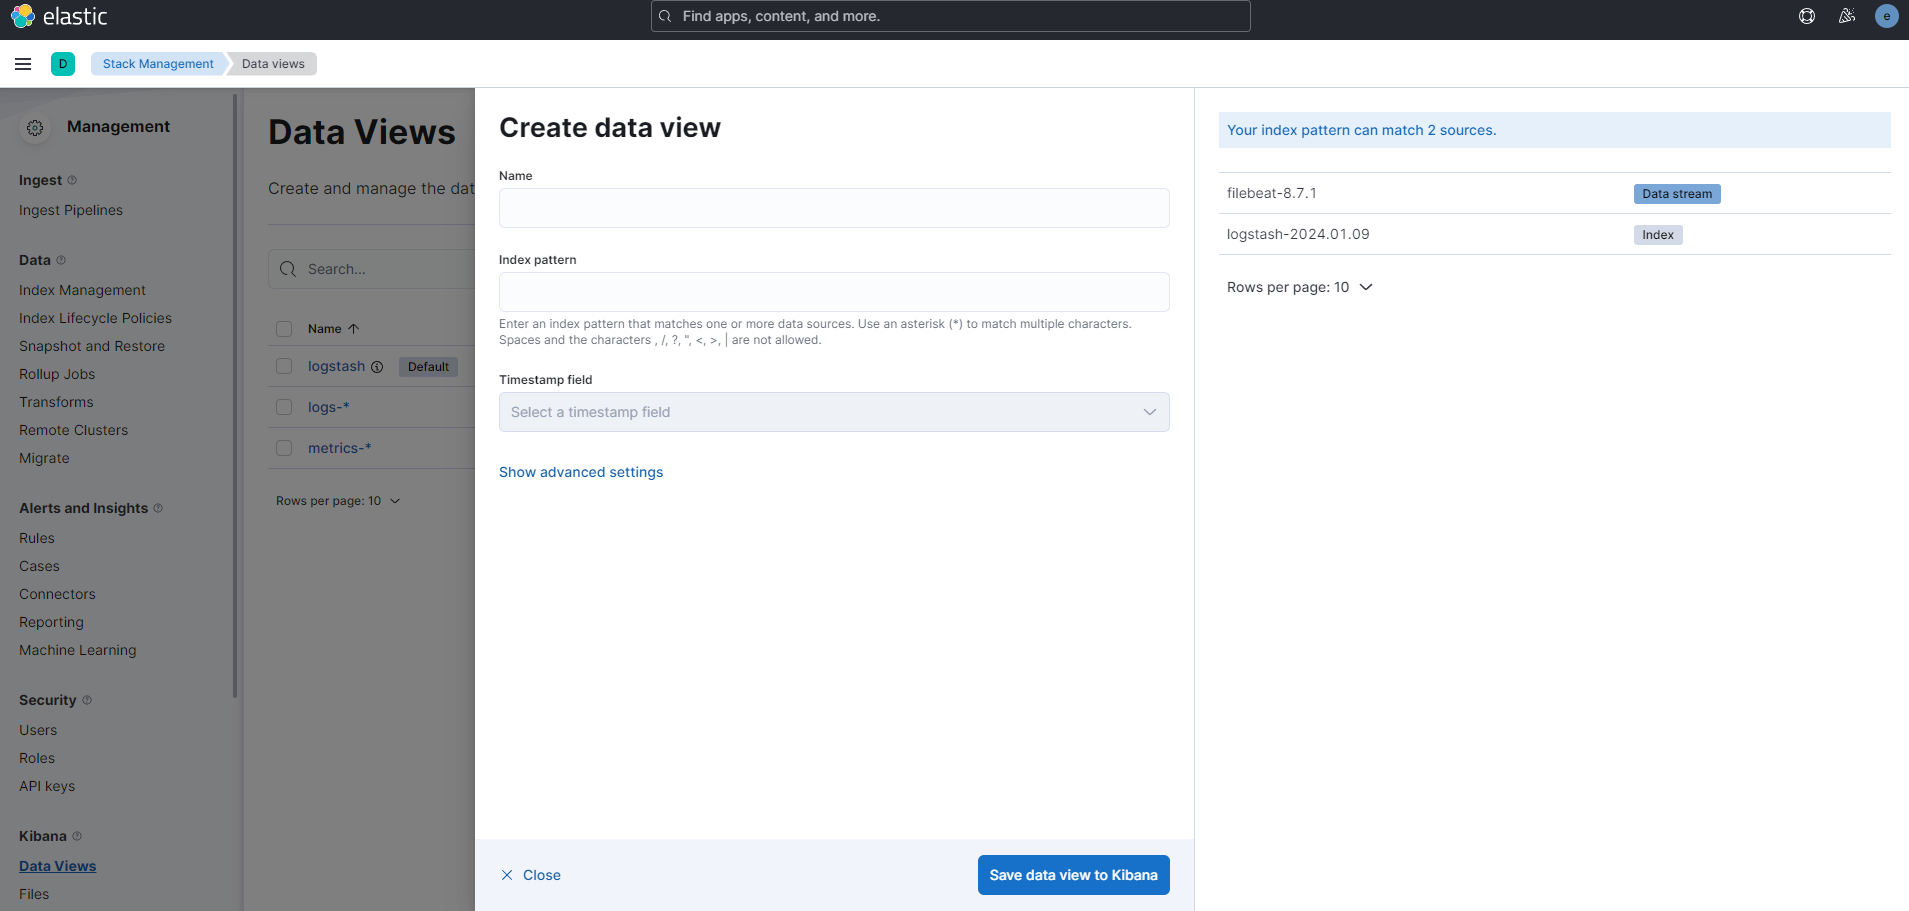 elastic
Find apps, content, and more.
e
D
Stack Management
Data views
Management
Ingest
Ingest Pipelines
Data
Index Management
Index Lifecycle Policies
Snapshot and Restore
Rollup Jobs
Transforms
Remote Clusters
Migrate
Alerts and Insights
Rules
Cases
Connectors
Reporting
Machine Learning
Security
Users
Roles
API keys
Kibana
Data Views
Files
Data Views
Create and manage the dat
Search...
Name
logstash Default
logs-*
metrics-*
Rows per page: 10
Create data view
Name
Index pattern
Enter an index pattern that matches one or more data sources. Use an asterisk (*) to match multiple characters.
Spaces and the characters , /, ?, ", <, >, | are not allowed.
Timestamp field
Select a timestamp field
Show advanced settings
Close
Save data view to Kibana
Your index pattern can match 2 sources.
filebeat-8.7.1 Data stream
logstash-2024.01.09 Index
Rows per page: 10